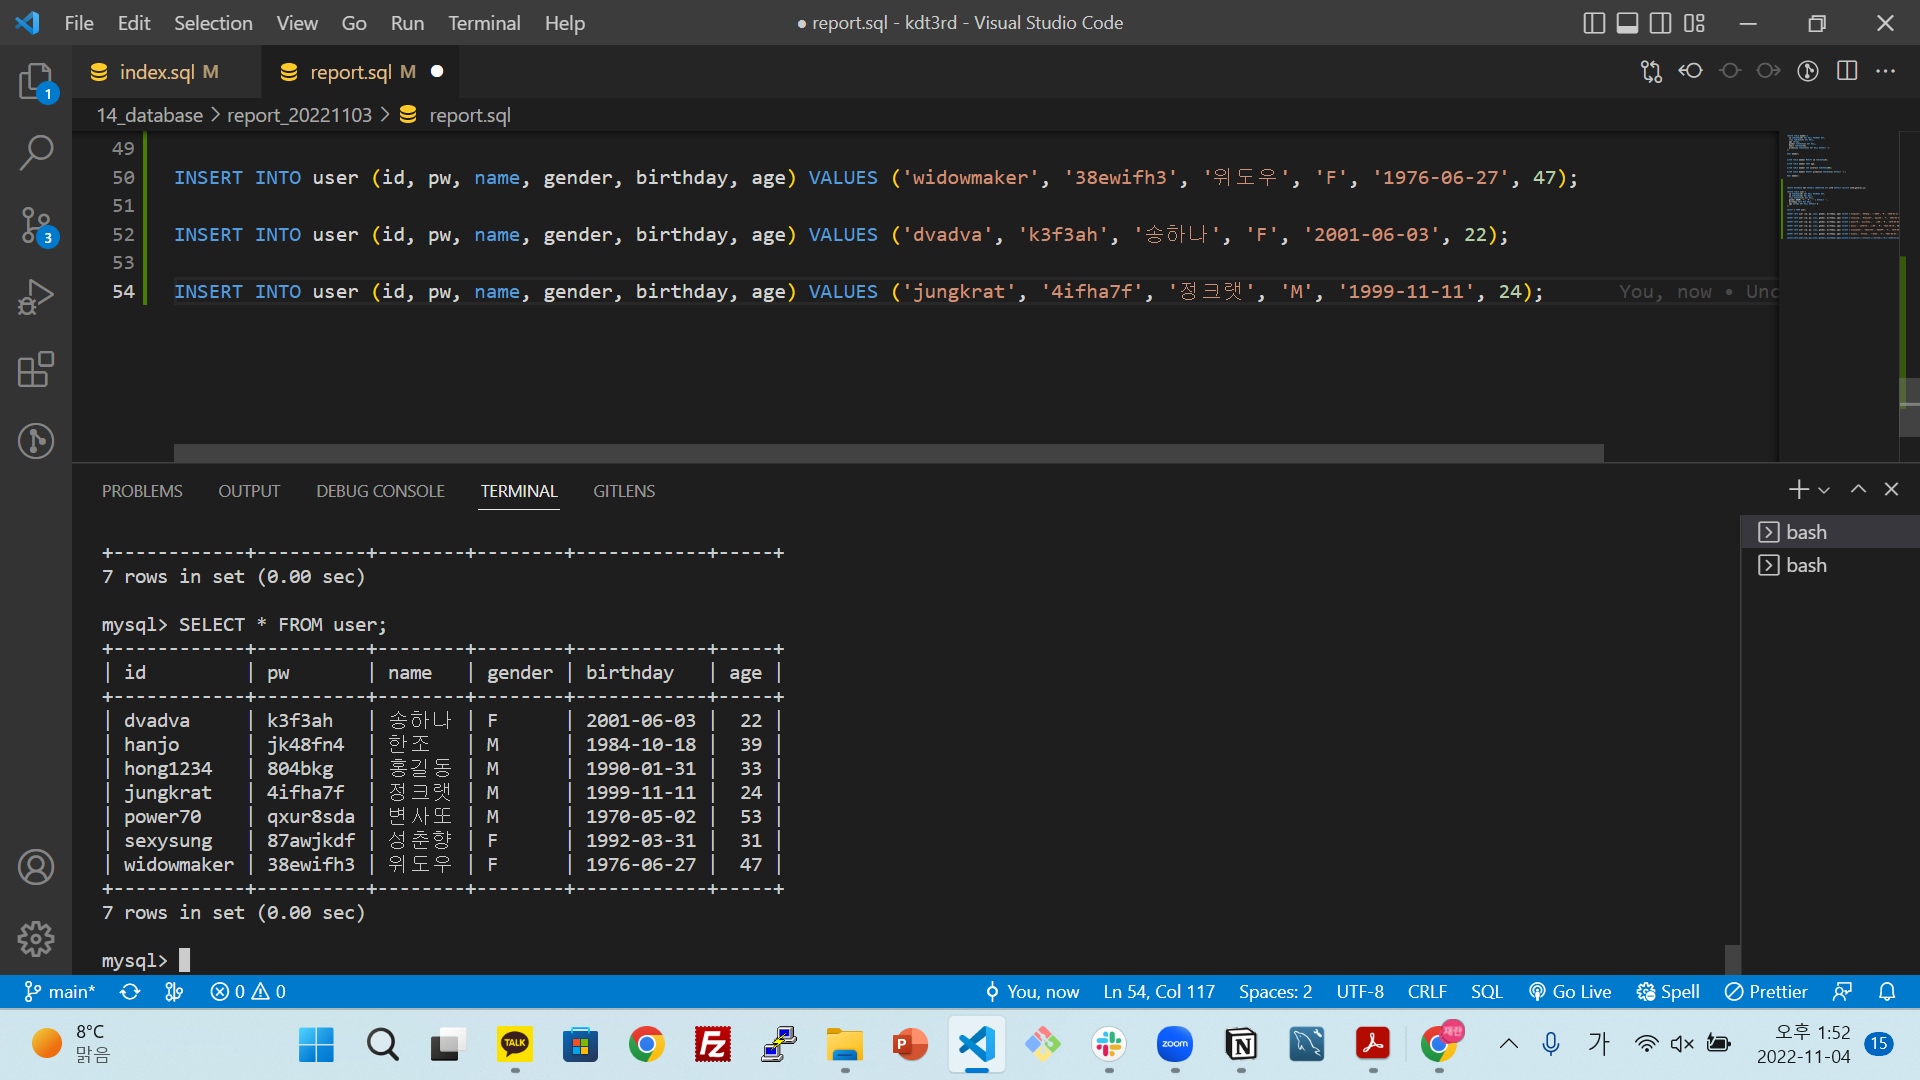 File Edit Selection View Go Run Terminal Help
● report.sql - kdt3rd - Visual Studio Code
index.sql M
report.sql M ●
14_database > report_20221103 > report.sql
49
50 INSERT INTO user (id, pw, name, gender, birthday, age) VALUES ('widowmaker', '38ewifh3', '위도우', 'F', '1976-06-27', 47);
51
52 INSERT INTO user (id, pw, name, gender, birthday, age) VALUES ('dvadva', 'k3f3ah', '송하나', 'F', '2001-06-03', 22);
53
54 INSERT INTO user (id, pw, name, gender, birthday, age) VALUES ('jungkrat', '4ifha7f', '정크랫', 'M', '1999-11-11', 24); You, now • Unc
PROBLEMS OUTPUT DEBUG CONSOLE TERMINAL GITLENS
bash
bash
+------------+----------+--------+--------+------------+-----+
7 rows in set (0.00 sec)
mysql> SELECT * FROM user;
+------------+----------+--------+--------+------------+-----+
| id         | pw       | name   | gender | birthday   | age |
+------------+----------+--------+--------+------------+-----+
| dvadva     | k3f3ah   | 송하나 | F      | 2001-06-03 |  22 |
| hanjo      | jk48fn4  | 한조   | M      | 1984-10-18 |  39 |
| hong1234   | 804bkg   | 홍길동 | M      | 1990-01-31 |  33 |
| jungkrat   | 4ifha7f  | 정크랫 | M      | 1999-11-11 |  24 |
| power70    | qxur8sda | 변사또 | M      | 1970-05-02 |  53 |
| sexysung   | 87awjkdf | 성춘향 | F      | 1992-03-31 |  31 |
| widowmaker | 38ewifh3 | 위도우 | F      | 1976-06-27 |  47 |
+------------+----------+--------+--------+------------+-----+
7 rows in set (0.00 sec)
mysql>
1
3
main* 0 0 You, now Ln 54, Col 117 Spaces: 2 UTF-8 CRLF SQL Go Live Spell Prettier
8°C
맑음
TALK
Fz
P
zoom
N
재란
가
오후 1:52
2022-11-04
15